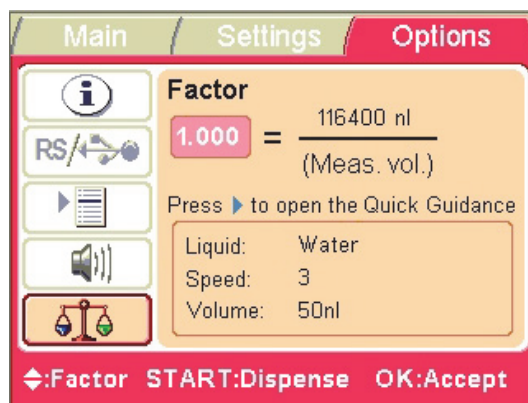 Main Settings Options
Factor
1.000 = 116400 nl
(Meas. vol.)
RS/
Press ▶ to open the Quick Guidance
Liquid: Water
Speed: 3
Volume: 50nl
:Factor START:Dispense OK:Accept